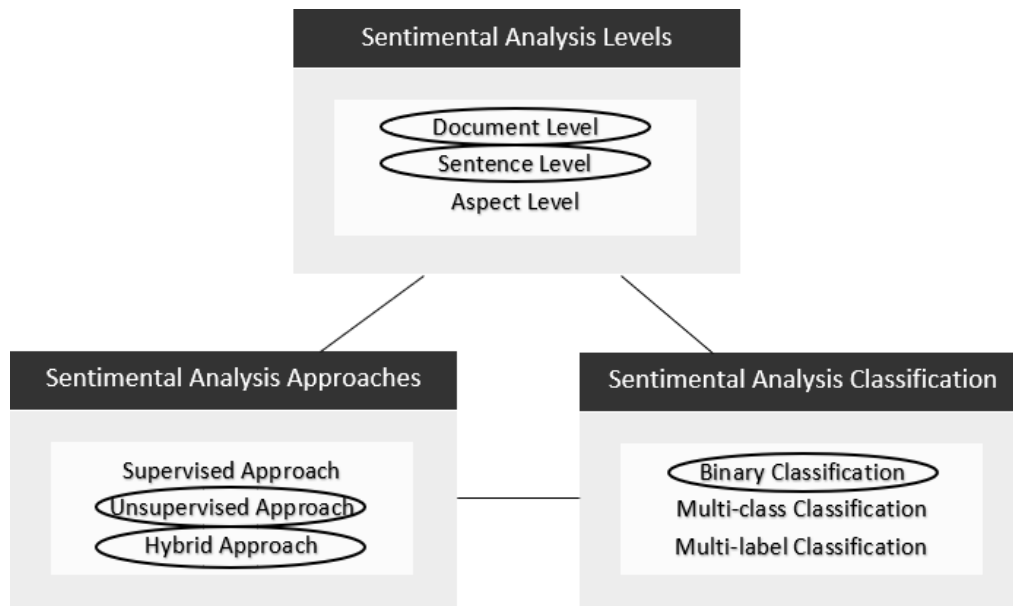 Sentimental Analysis Levels
Document Level
Sentence Level
Aspect Level
Sentimental Analysis Approaches
Supervised Approach
Unsupervised Approach
Hybrid Approach
Sentimental Analysis Classification
Binary Classification
Multi-class Classification
Multi-label Classification